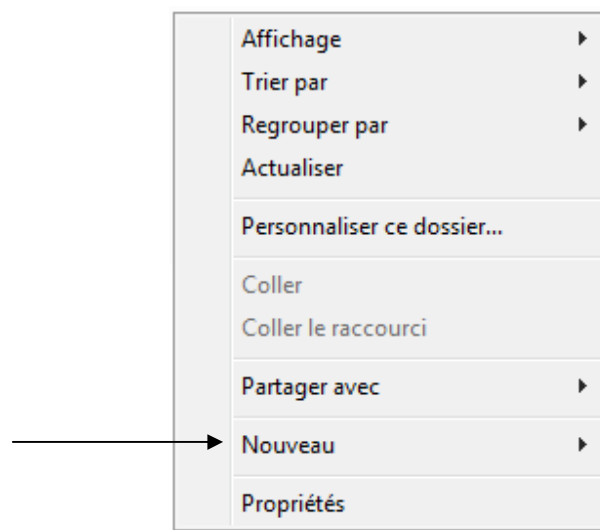 Affichage
Trier par
Regrouper par
Actualiser
Personnaliser ce dossier...
Coller
Coller le raccourci
Partager avec
Nouveau
Propriétés